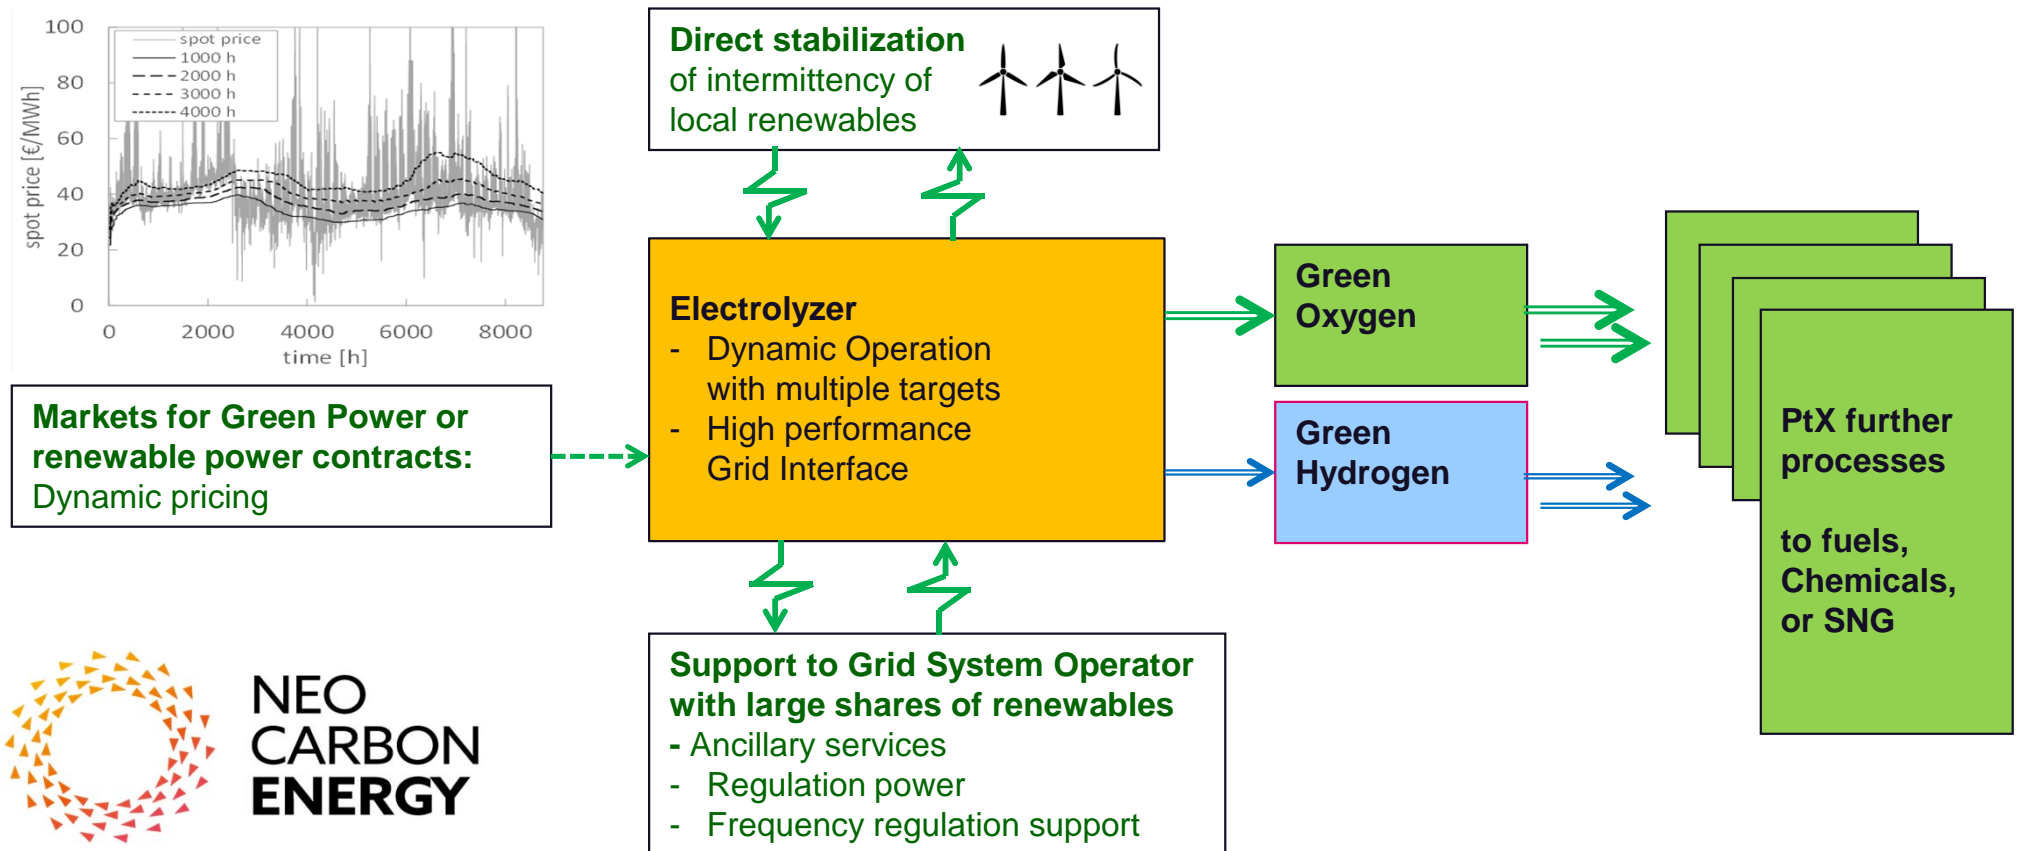 100
80
60
40
20
0
spot price [€/MWh]
spot price
1000 h
2000 h
3000 h
4000 h
0 2000 4000 6000 8000
time [h]
Markets for Green Power or
renewable power contracts:
Dynamic pricing
NEO
CARBON
ENERGY
Direct stabilization
of intermittency of
local renewables
Electrolyzer
- Dynamic Operation
with multiple targets
- High performance
Grid Interface
Support to Grid System Operator
with large shares of renewables
- Ancillary services
- Regulation power
- Frequency regulation support
Green
Oxygen
Green
Hydrogen
PtX further
processes
to fuels,
Chemicals,
or SNG